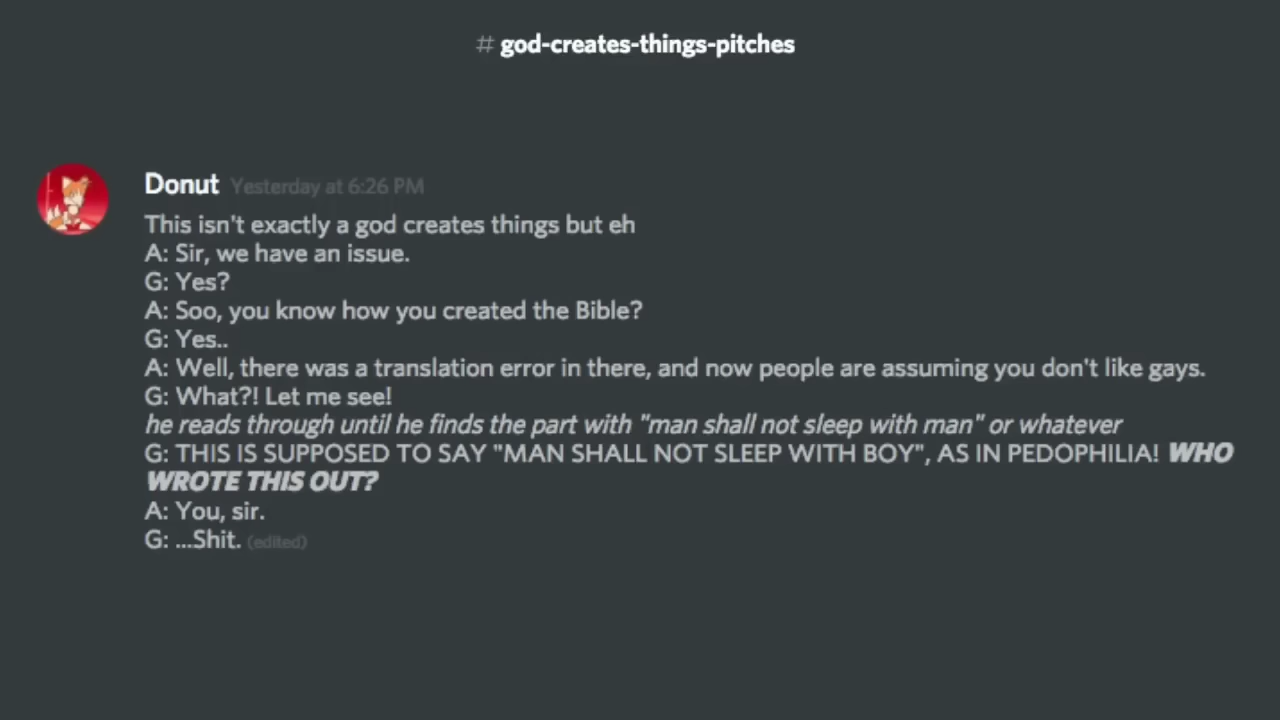 # god-creates-things-pitches
Donut Yesterday at 6:26 PM
This isn't exactly a god creates things but eh
A: Sir, we have an issue.
G: Yes?
A: Soo, you know how you created the Bible?
G: Yes..
A: Well, there was a translation error in there, and now people are assuming you don't like gays.
G: What?! Let me see!
he reads through until he finds the part with "man shall not sleep with man" or whatever
G: THIS IS SUPPOSED TO SAY "MAN SHALL NOT SLEEP WITH BOY", AS IN PEDOPHILIA! WHO
WROTE THIS OUT?
A: You, sir.
G: ...Shit. (edited)